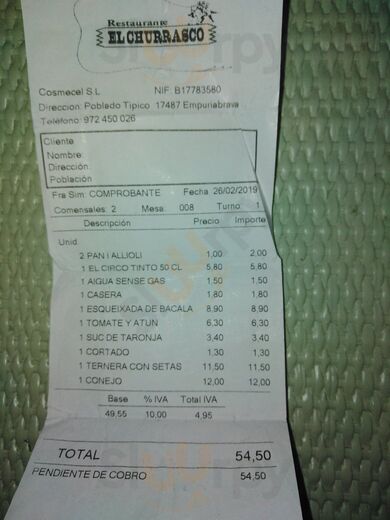 Restaurante
EL CHURRASCO
Cosmecel S.L NIF: B17783580
Direccion: Poblado Tipico 17487 Empuriabrava
Telefono: 972 450 026
Cliente
Nombre:
Dirección:
Población
Fra Sim: COMPROBANTE Fecha 26/02/2019
Comensales: 2 Mesa: 008 Turno: 1
Descripción Precio Importe
Unid.
2 PAN I ALLIOLI 1,00 2,00
1 EL CIRCO TINTO 50 CL 5,80 5,80
1 AIGUA SENSE GAS 1,50 1,50
1 CASERA 1,80 1,80
1 ESQUEIXADA DE BACALA 8,90 8,90
1 TOMATE Y ATUN 6,30 6,30
1 SUC DE TARONJA 3,40 3,40
1 CORTADO 1,30 1,30
1 TERNERA CON SETAS 11,50 11,50
1 CONEJO 12,00 12,00
Base % IVA Total IVA
49,55 10,00 4,95
TOTAL 54,50
PENDIENTE DE COBRO 54,50